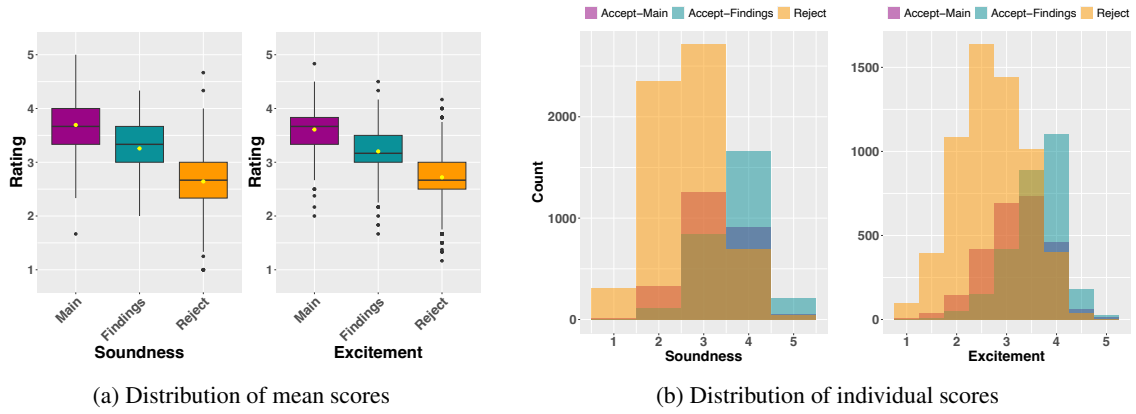 Accept−Main Accept−Findings Reject Accept−Main Accept−Findings Reject
5
4
3
2
1
Rating
Main Findings Reject
Soundness
5
4
3
2
1
Rating
Main Findings Reject
Excitement
2000
1000
0
Count
1 2 3 4 5
Soundness
1500
1000
500
0
1 2 3 4 5
Excitement
(a) Distribution of mean scores
(b) Distribution of individual scores